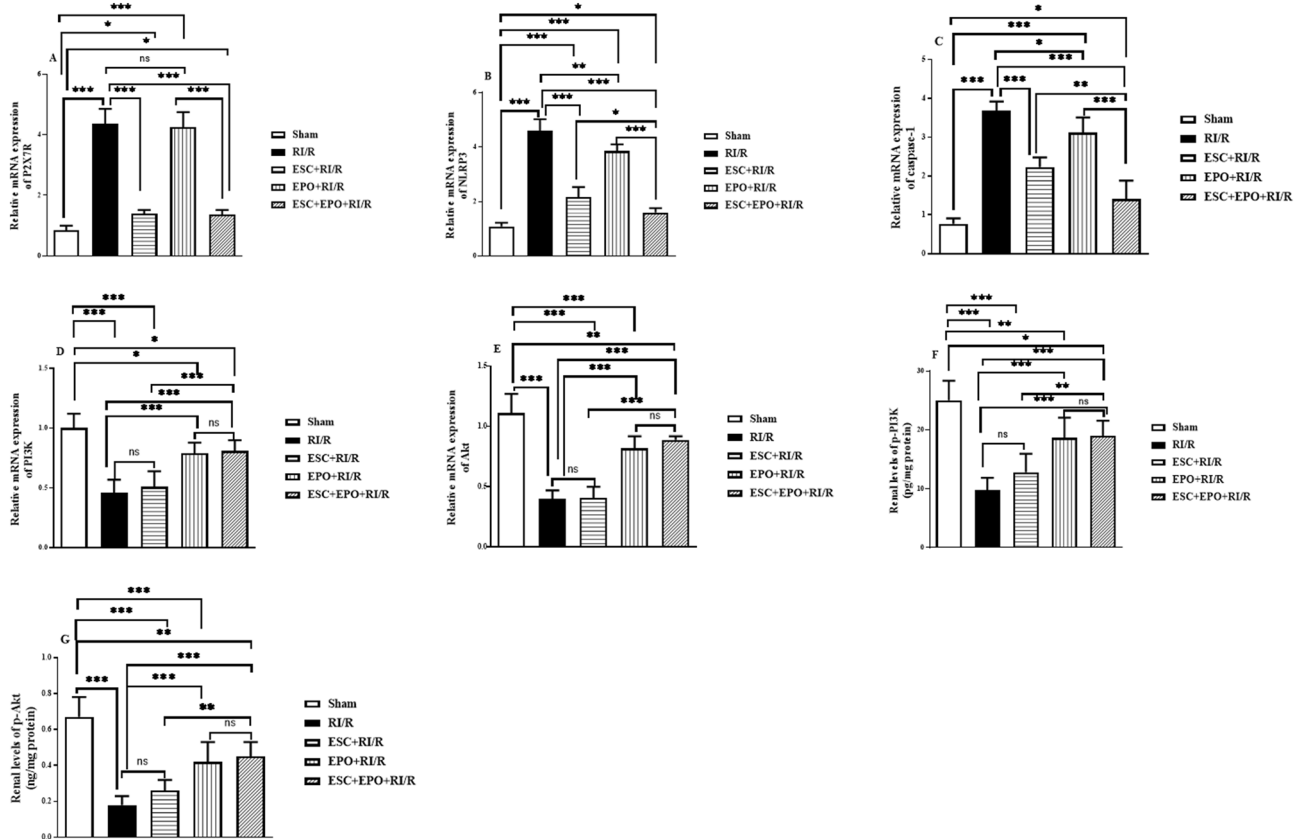 A
***
*
*
ns
***
***
***
***
Relative mRNA expression
of P2X7R
6
4
2
0
Sham
RI/R
ESC+RI/R
EPO+RI/R
ESC+EPO+RI/R
B
*
***
***
**
***
***
***
*
***
Relative mRNA expression
of NLRP3
6
4
2
0
Sham
RI/R
ESC+RI/R
EPO+RI/R
ESC+EPO+RI/R
C
*
***
*
***
***
***
**
***
Relative mRNA expression
of caspase-1
5
4
3
2
1
0
Sham
RI/R
ESC+RI/R
EPO+RI/R
ESC+EPO+RI/R
D
***
***
*
*
***
***
***
ns
ns
Relative mRNA expression
of PI3K
1.5
1.0
0.5
0.0
Sham
RI/R
ESC+RI/R
EPO+RI/R
ESC+EPO+RI/R
E
***
***
**
***
***
***
***
ns
ns
Relative mRNA expression
of Akt
1.5
1.0
0.5
0.0
Sham
RI/R
ESC+RI/R
EPO+RI/R
ESC+EPO+RI/R
F
***
***
**
*
***
***
**
***
ns
ns
Renal levels of p-PI3K
(pg/mg protein)
30
20
10
0
Sham
RI/R
ESC+RI/R
EPO+RI/R
ESC+EPO+RI/R
G
***
***
**
***
***
***
**
ns
ns
Renal levels of p-Akt
(ng/mg protein)
1.0
0.8
0.6
0.4
0.2
0.0
Sham
RI/R
ESC+RI/R
EPO+RI/R
ESC+EPO+RI/R